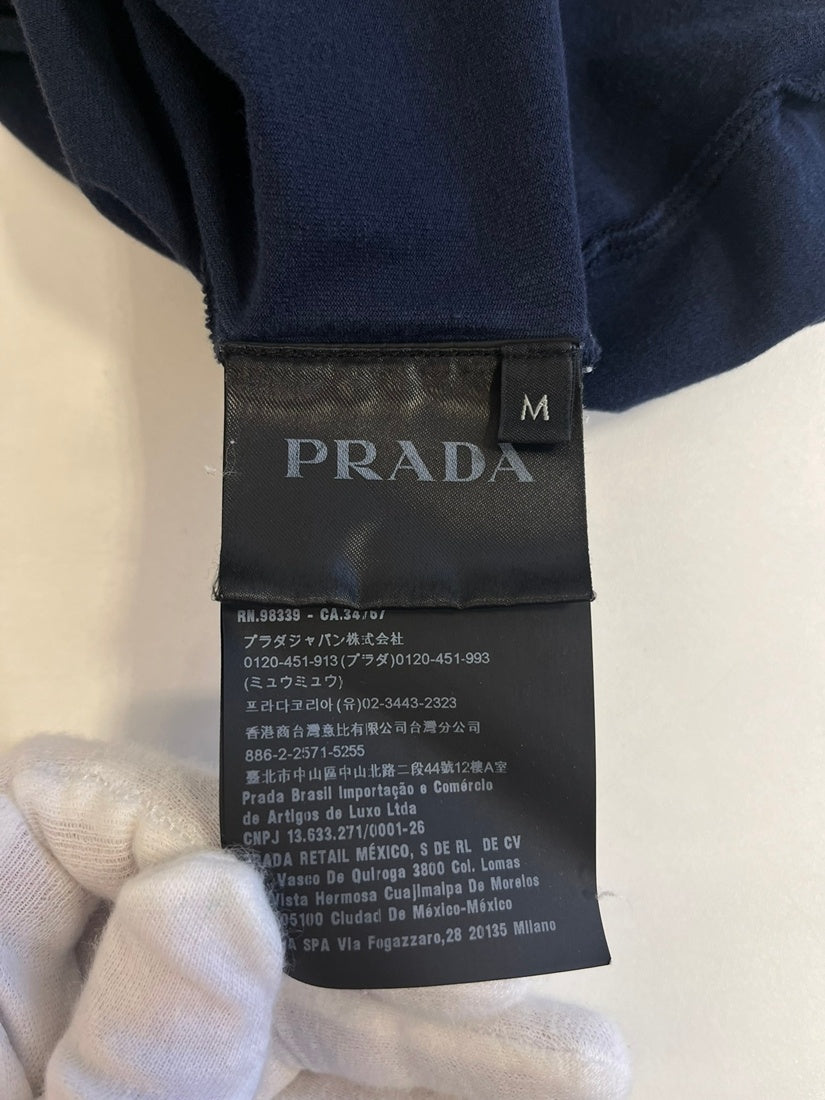 M
PRADA
RN.98339 - CA.34767
プラダジャパン株式会社
0120-451-913(プラダ)0120-451-993
(ミュウミュウ)
프라다코리아(유)02-3443-2323
香港商台灣意比有限公司台灣分公司
886-2-2571-5255
臺北市中山區中山北路二段44號12樓A室
Prada Brasil Importação e Comércio
de Artigos de Luxo Ltda
CNPJ 13.633.271/0001-26
RADA RETAIL MÉXICO, S DE RL DE CV
Vasco De Quiroga 3800 Col. Lomas
Vista Hermosa Cuajimalpa De Morelos
05100 Ciudad De México-México
A SPA Via Fogazzaro,28 20135 Milano